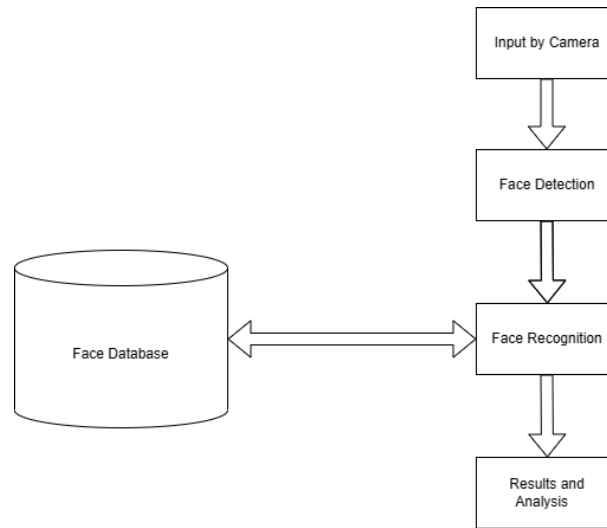 Input by Camera
Face Detection
Face Database
Face Recognition
Results and
Analysis